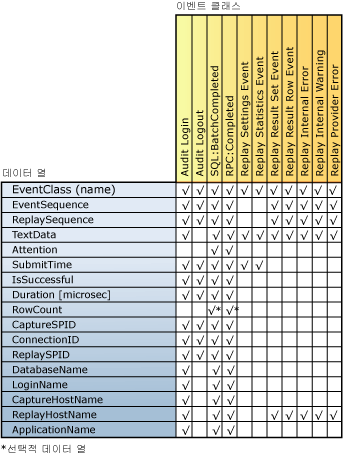 이벤트 클래스
Audit Login
Audit Logout
SQL:BatchCompleted
RPC:Completed
Replay Settings Event
Replay Statistics Event
Replay Result Set Event
Replay Result Row Event
Replay Internal Error
Replay Internal Warning
Replay Provider Error
데이터 열
EventClass (name) √ √ √ √ √ √ √ √ √ √ √
EventSequence √ √ √ √ √ √ √ √ √
ReplaySequence √ √ √ √ √ √ √ √ √
TextData √ √ √ √ √ √ √ √ √ √
Attention √ √
SubmitTime √ √ √ √ √ √
IsSuccessful √ √ √ √
Duration [microsec] √ √ √ √
RowCount √* √*
CaptureSPID √ √ √ √
ConnectionID √ √ √ √
ReplaySPID √ √ √ √
DatabaseName √ √ √
LoginName √ √ √
CaptureHostName √ √ √
ReplayHostName √ √ √ √ √ √ √ √
ApplicationName √ √ √
*선택적 데이터 열